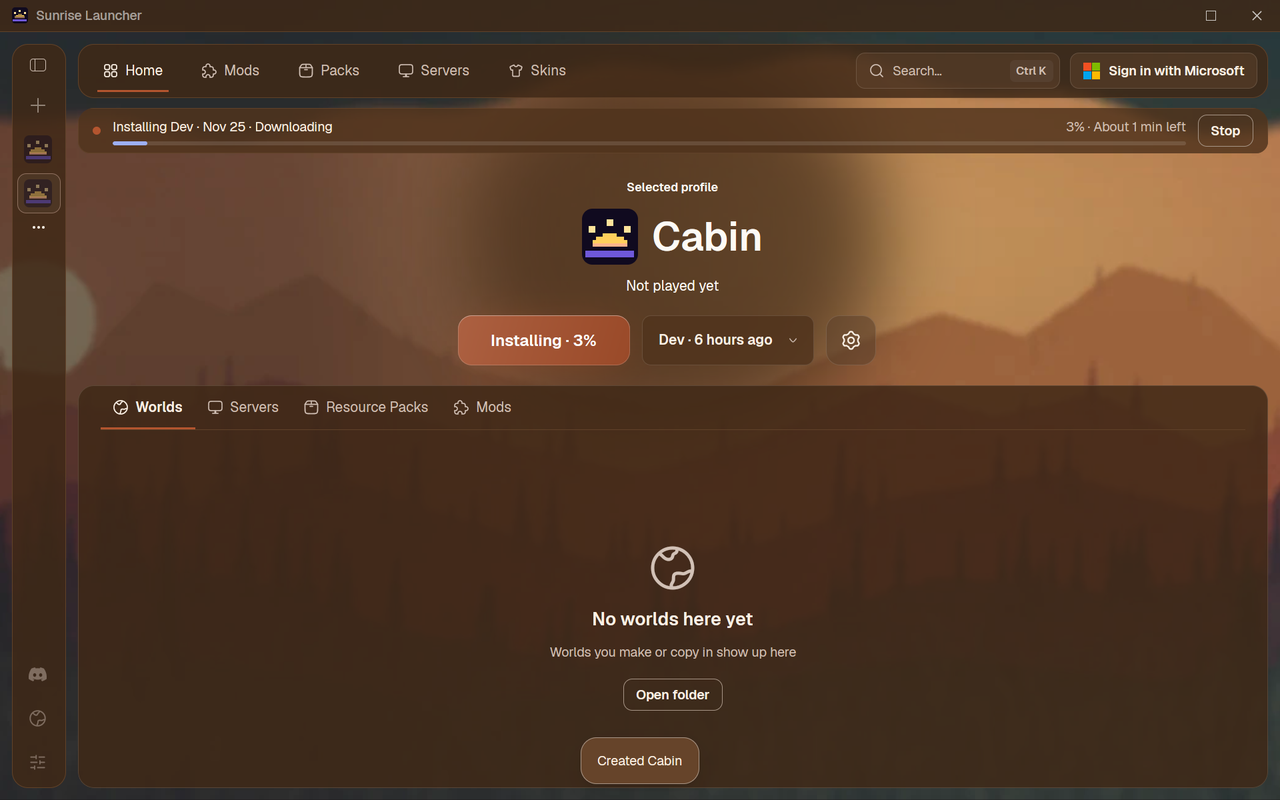 Sunrise Launcher
Home
Mods
Packs
Servers
Skins
Search...
Ctrl K
Sign in with Microsoft
Installing Dev · Nov 25 · Downloading
3% · About 1 min left
Stop
Selected profile
Cabin
Not played yet
Installing · 3%
Dev · 6 hours ago
Worlds
Servers
Resource Packs
Mods
No worlds here yet
Worlds you make or copy in show up here
Open folder
Created Cabin